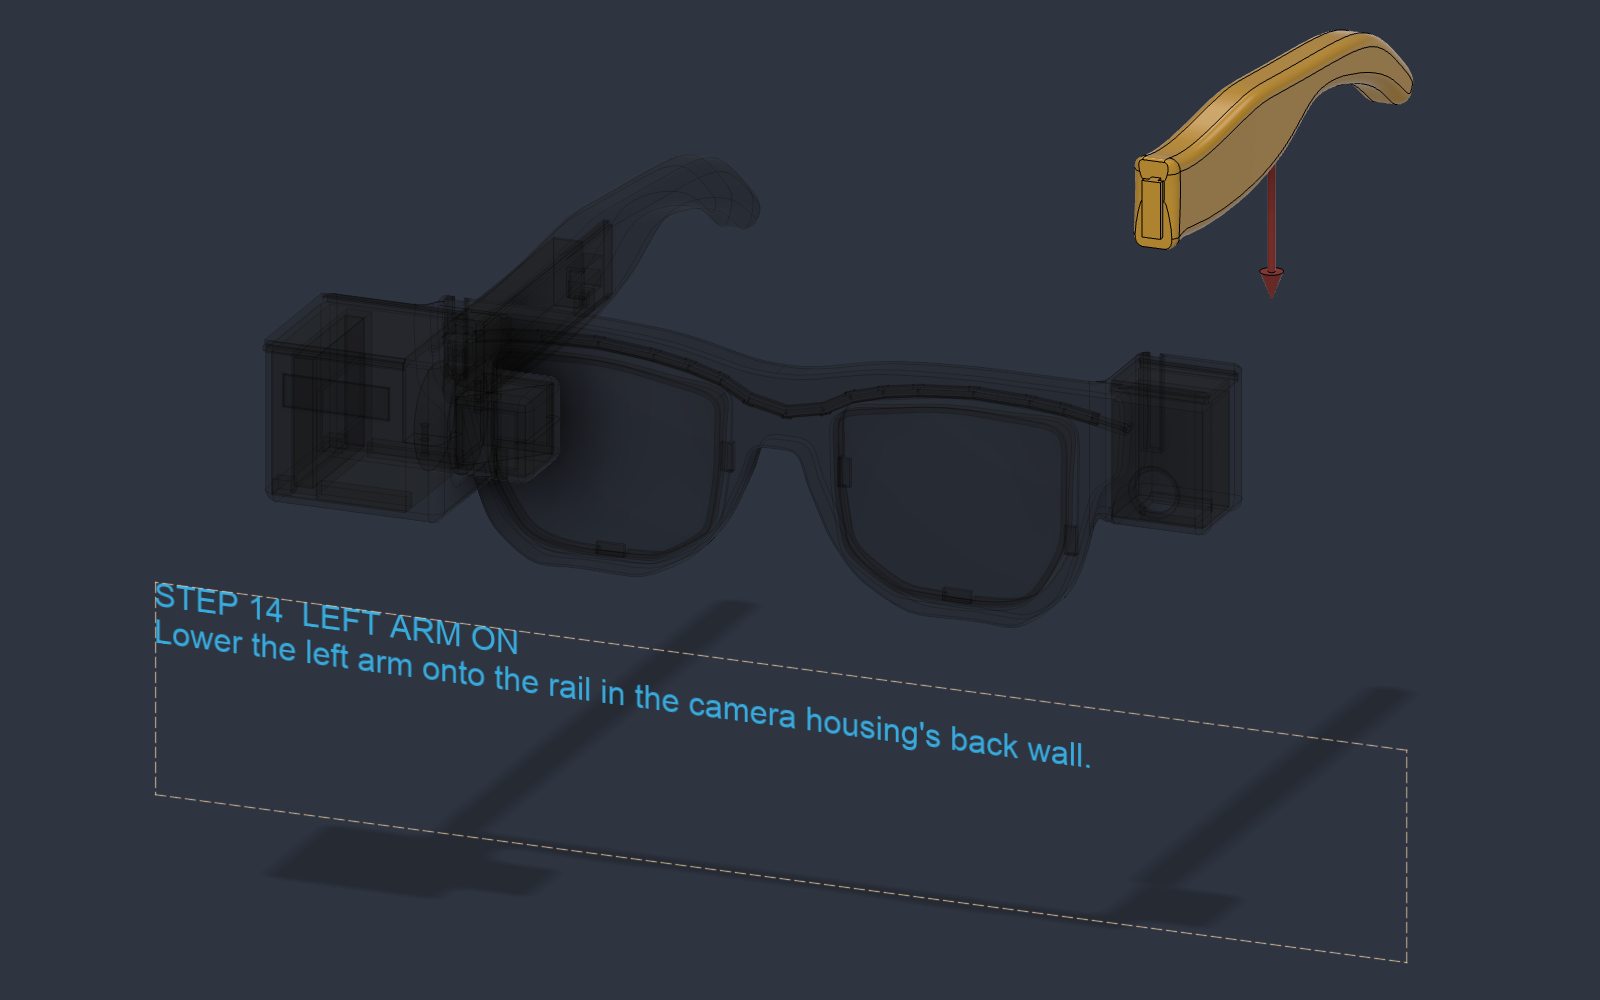 STEP 14  LEFT ARM ON
Lower the left arm onto the rail in the camera housing's back wall.